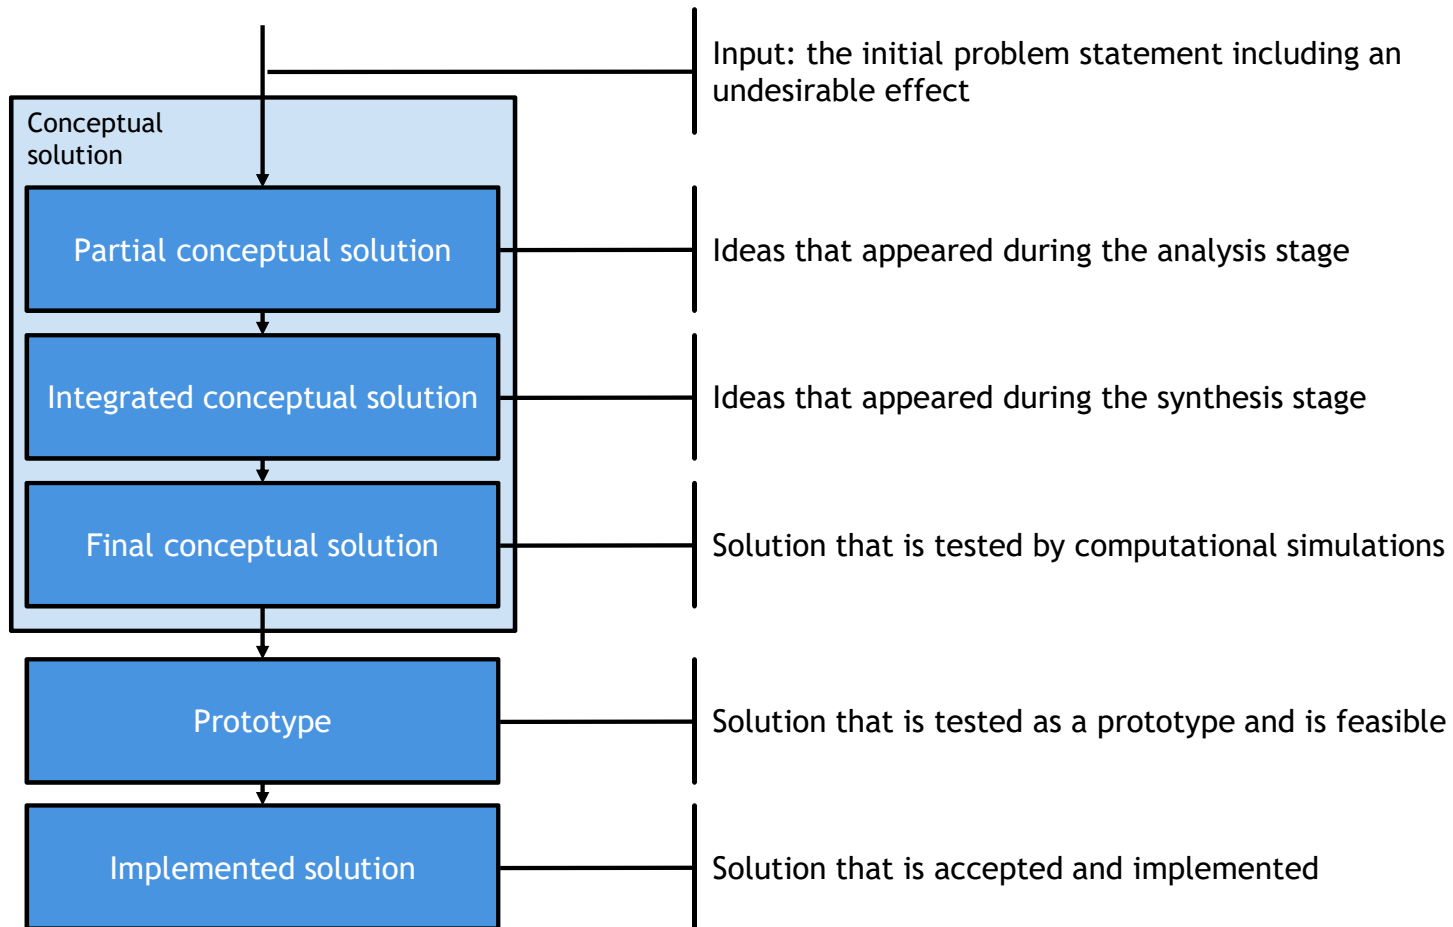 Input: the initial problem statement including an
undesirable effect
Conceptual
solution
Partial conceptual solution
Ideas that appeared during the analysis stage
Integrated conceptual solution
Ideas that appeared during the synthesis stage
Final conceptual solution
Solution that is tested by computational simulations
Prototype
Solution that is tested as a prototype and is feasible
Implemented solution
Solution that is accepted and implemented